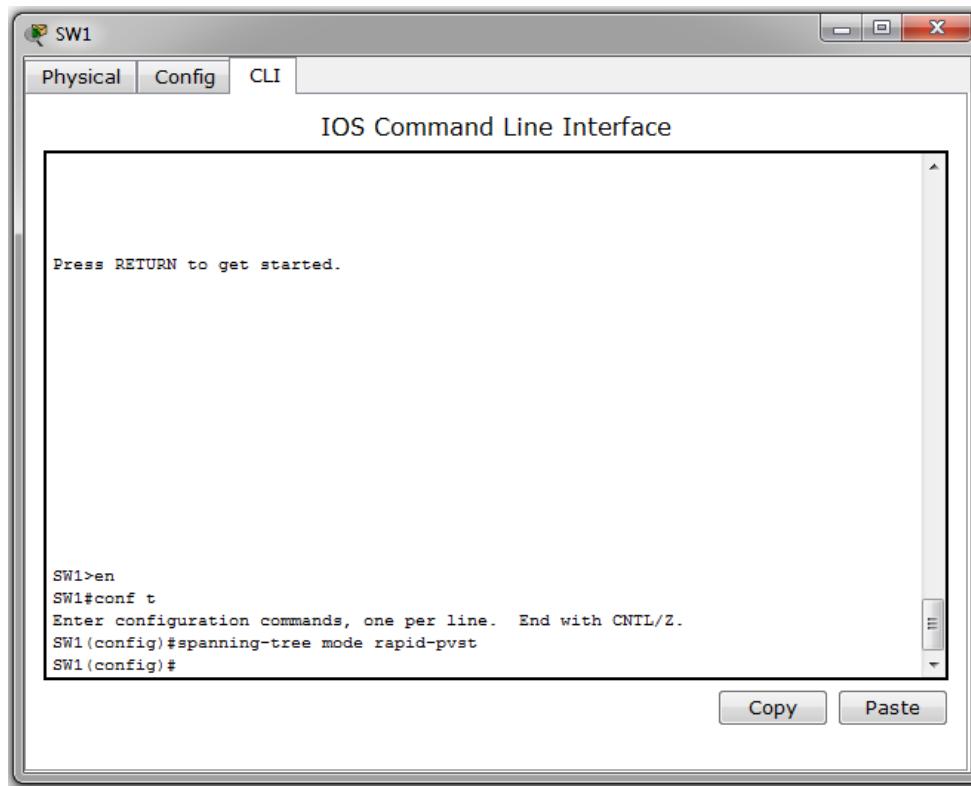 SW1
Physical Config CLI
IOS Command Line Interface
Press RETURN to get started.
SW1>en
SW1#conf t
Enter configuration commands, one per line.  End with CNTL/Z.
SW1(config)#spanning-tree mode rapid-pvst
SW1(config)#
Copy Paste